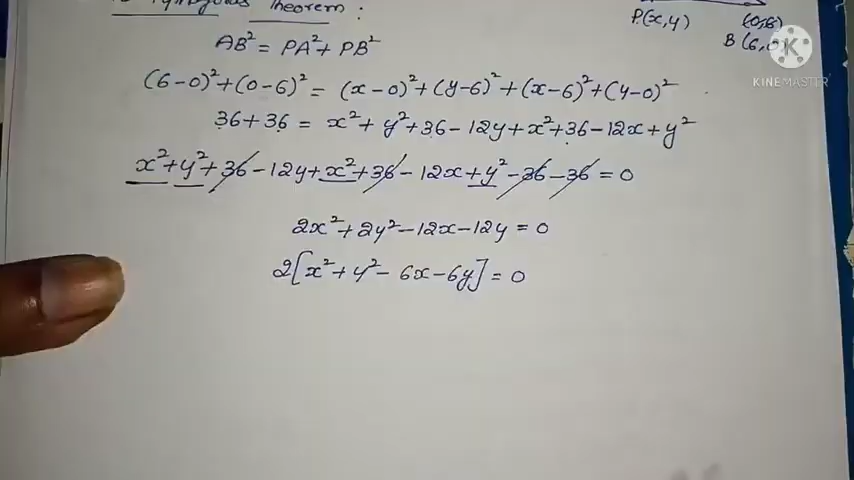 theorem :
P(x,y) (0,6)
B(6,0)
KINEMASTER
AB² = PA² + PB²
(6-0)² + (0-6)² = (x-0)² + (y-6)² + (x-6)² + (y-0)²
36+36 = x² + y² + 36 - 12y + x² + 36 - 12x + y²
x² + y² + 36 - 12y + x² + 36 - 12x + y² - 36 - 36 = 0
2x² + 2y² - 12x - 12y = 0
2[x² + y² - 6x - 6y] = 0